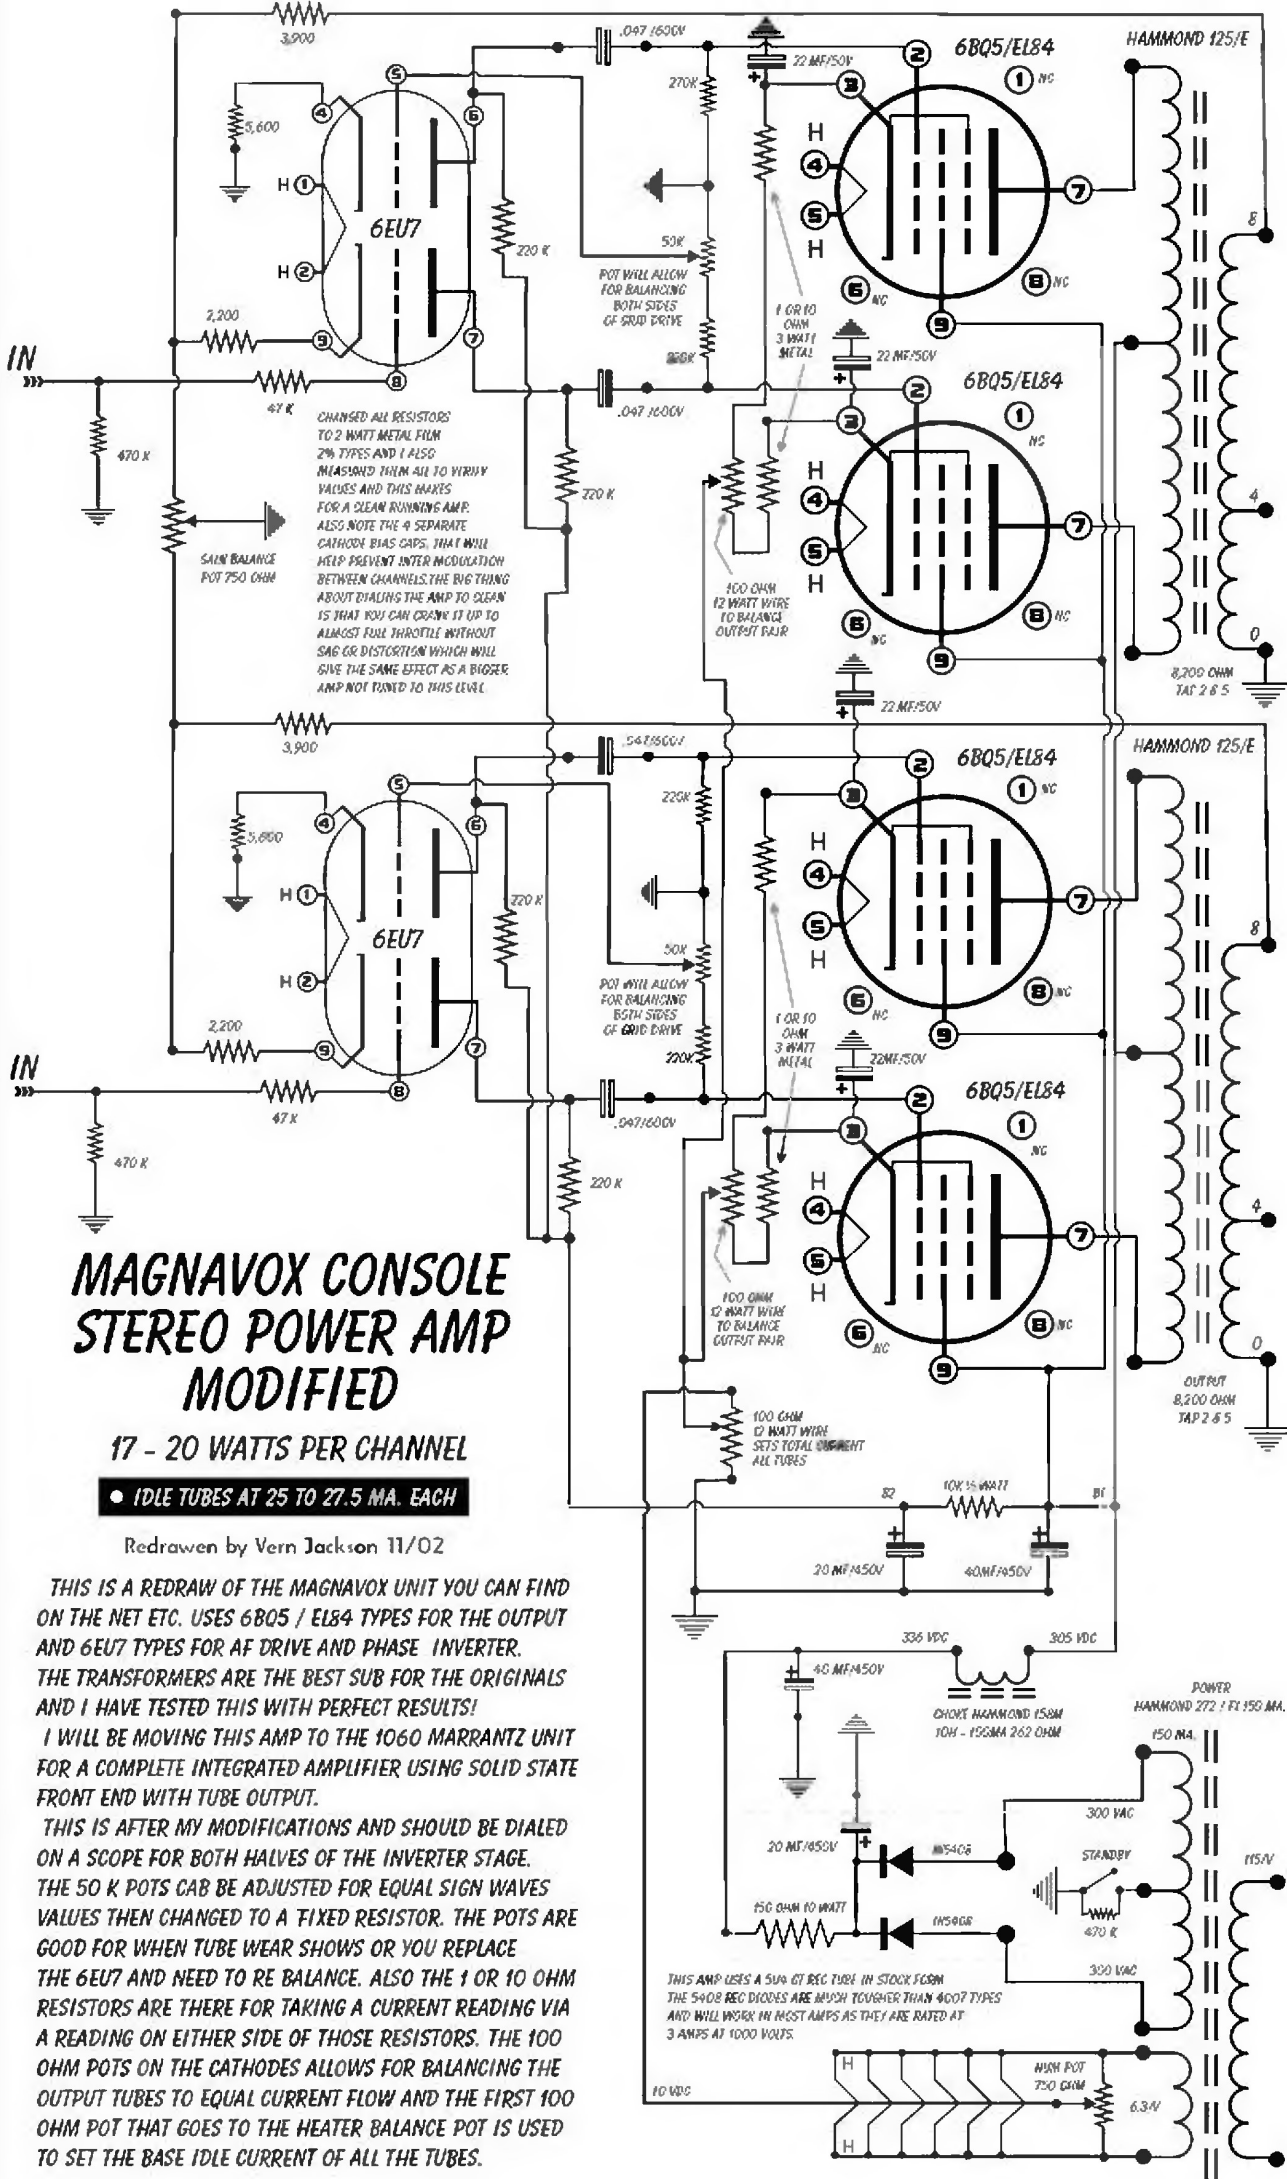 3,900
.047/600V
22 MF/50V
6BQ5/EL84
HAMMOND 125/E
270K
5,600
6EU7
220 K
50K
POT WILL ALLOW
FOR BALANCING
BOTH SIDES
OF GRID DRIVE
1 OR 10
OHM
3 WATT
METAL
22 MF/50V
2,200
IN
47 K
470 K
.047/600V
6BQ5/EL84
CHANGED ALL RESISTORS
TO 2 WATT METAL FILM
2% TYPES AND I ALSO
MEASURED THEM ALL TO VERIFY
VALUES AND THIS MAKES
FOR A CLEAN RUNNING AMP.
ALSO NOTE THE 4 SEPARATE
CATHODE BIAS CAPS, THAT WILL
HELP PREVENT INTER MODULATION
BETWEEN CHANNELS. THE BIG THING
ABOUT DIALING THE AMP TO CLEAN
IS THAT YOU CAN CRANK IT UP TO
ALMOST FULL THROTTLE WITHOUT
SAG OR DISTORTION WHICH WILL
GIVE THE SAME EFFECT AS A BIGGER
AMP NOT TUNED TO THIS LEVEL
220 K
GAIN BALANCE
POT 750 OHM
100 OHM
12 WATT WIRE
TO BALANCE
OUTPUT PAIR
8
4
0
8,200 OHM
TAP 2 & 5
22 MF/50V
3,900
.047/600V
6BQ5/EL84
HAMMOND 125/E
220K
5,600
6EU7
220 K
50K
POT WILL ALLOW
FOR BALANCING
BOTH SIDES
OF GRID DRIVE
220K
1 OR 10
OHM
3 WATT
METAL
22MF/50V
2,200
IN
47 K
470 K
.047/600V
6BQ5/EL84
220 K
100 OHM
12 WATT WIRE
TO BALANCE
OUTPUT PAIR
8
4
0
OUTPUT
8,200 OHM
TAP 2 & 5
MAGNAVOX CONSOLE
STEREO POWER AMP
MODIFIED
17 - 20 WATTS PER CHANNEL
• IDLE TUBES AT 25 TO 27.5 MA. EACH
Redrawen by Vern Jackson 11/02
100 OHM
12 WATT WIRE
SETS TOTAL CURRENT
ALL TUBES
B2
10K 15 WATT
B1
20 MF/450V
40MF/450V
THIS IS A REDRAW OF THE MAGNAVOX UNIT YOU CAN FIND
ON THE NET ETC. USES 6BQ5 / EL84 TYPES FOR THE OUTPUT
AND 6EU7 TYPES FOR AF DRIVE AND PHASE INVERTER.
THE TRANSFORMERS ARE THE BEST SUB FOR THE ORIGINALS
AND I HAVE TESTED THIS WITH PERFECT RESULTS!
I WILL BE MOVING THIS AMP TO THE 1060 MARRANTZ UNIT
FOR A COMPLETE INTEGRATED AMPLIFIER USING SOLID STATE
FRONT END WITH TUBE OUTPUT.
THIS IS AFTER MY MODIFICATIONS AND SHOULD BE DIALED
ON A SCOPE FOR BOTH HALVES OF THE INVERTER STAGE.
THE 50 K POTS CAB BE ADJUSTED FOR EQUAL SIGN WAVES
VALUES THEN CHANGED TO A FIXED RESISTOR. THE POTS ARE
GOOD FOR WHEN TUBE WEAR SHOWS OR YOU REPLACE
THE 6EU7 AND NEED TO RE BALANCE. ALSO THE 1 OR 10 OHM
RESISTORS ARE THERE FOR TAKING A CURRENT READING VIA
A READING ON EITHER SIDE OF THOSE RESISTORS. THE 100
OHM POTS ON THE CATHODES ALLOWS FOR BALANCING THE
OUTPUT TUBES TO EQUAL CURRENT FLOW AND THE FIRST 100
OHM POT THAT GOES TO THE HEATER BALANCE POT IS USED
TO SET THE BASE IDLE CURRENT OF ALL THE TUBES.
336 VDC
305 VDC
40 MF/450V
CHOKE HAMMOND 158M
10H - 150MA 262 OHM
POWER
HAMMOND 272 / FX 150 MA.
150 MA.
300 VAC
20 MF/450V
STANDBY
115/V
150 OHM 10 WATT
1N5408
470 K
300 VAC
THIS AMP USES A 5U4 GT REC TUBE IN STOCK FORM
THE 5408 REC DIODES ARE MUCH TOUGHER THAN 4007 TYPES
AND WILL WORK IN MOST AMPS AS THEY ARE RATED AT
3 AMPS AT 1000 VOLTS.
H
HUM POT
750 OHM
10 VDC
6.3/V
H